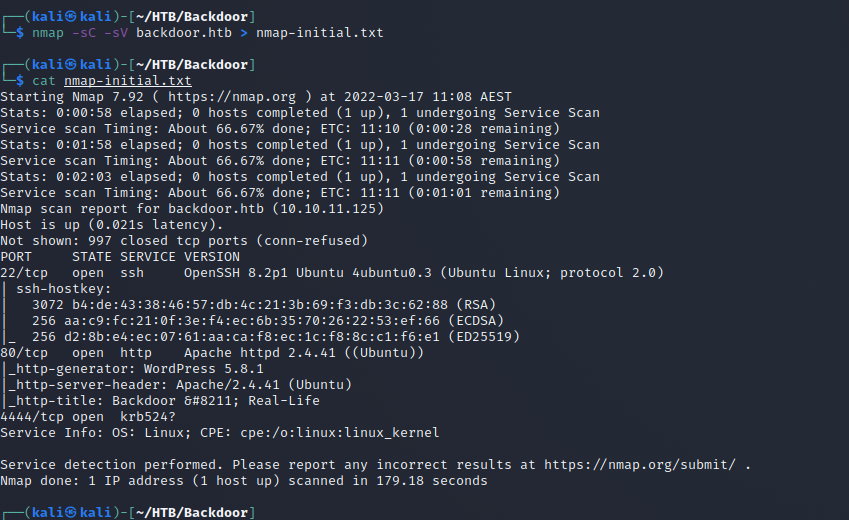 ┌──(kali㉿kali)-[~/HTB/Backdoor]
└─$ nmap -sC -sV backdoor.htb > nmap-initial.txt
┌──(kali㉿kali)-[~/HTB/Backdoor]
└─$ cat nmap-initial.txt
Starting Nmap 7.92 ( https://nmap.org ) at 2022-03-17 11:08 AEST
Stats: 0:00:58 elapsed; 0 hosts completed (1 up), 1 undergoing Service Scan
Service scan Timing: About 66.67% done; ETC: 11:10 (0:00:28 remaining)
Stats: 0:01:58 elapsed; 0 hosts completed (1 up), 1 undergoing Service Scan
Service scan Timing: About 66.67% done; ETC: 11:11 (0:00:58 remaining)
Stats: 0:02:03 elapsed; 0 hosts completed (1 up), 1 undergoing Service Scan
Service scan Timing: About 66.67% done; ETC: 11:11 (0:01:01 remaining)
Nmap scan report for backdoor.htb (10.10.11.125)
Host is up (0.021s latency).
Not shown: 997 closed tcp ports (conn-refused)
PORT     STATE SERVICE VERSION
22/tcp   open  ssh     OpenSSH 8.2p1 Ubuntu 4ubuntu0.3 (Ubuntu Linux; protocol 2.0)
| ssh-hostkey:
|   3072 b4:de:43:38:46:57:db:4c:21:3b:69:f3:db:3c:62:88 (RSA)
|   256 aa:c9:fc:21:0f:3e:f4:ec:6b:35:70:26:22:53:ef:66 (ECDSA)
|_  256 d2:8b:e4:ec:07:61:aa:ca:f8:ec:1c:f8:8c:c1:f6:e1 (ED25519)
80/tcp   open  http    Apache httpd 2.4.41 ((Ubuntu))
|_http-generator: WordPress 5.8.1
|_http-server-header: Apache/2.4.41 (Ubuntu)
|_http-title: Backdoor &#8211; Real-Life
4444/tcp open  krb524?
Service Info: OS: Linux; CPE: cpe:/o:linux:linux_kernel
Service detection performed. Please report any incorrect results at https://nmap.org/submit/ .
Nmap done: 1 IP address (1 host up) scanned in 179.18 seconds
┌──(kali㉿kali)-[~/HTB/Backdoor]